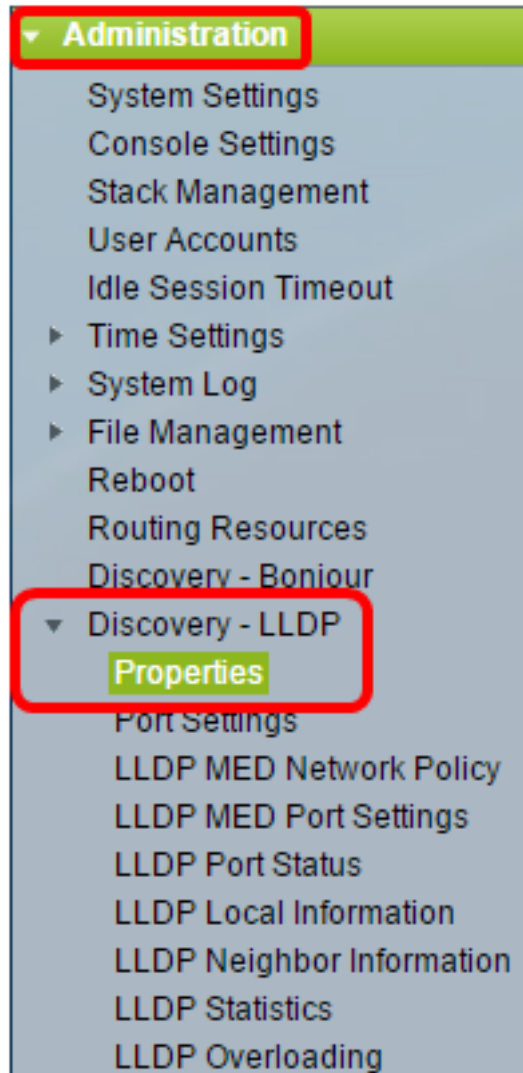 Administration
System Settings
Console Settings
Stack Management
User Accounts
Idle Session Timeout
Time Settings
System Log
File Management
Reboot
Routing Resources
Discovery - Bonjour
Discovery - LLDP
Properties
Port Settings
LLDP MED Network Policy
LLDP MED Port Settings
LLDP Port Status
LLDP Local Information
LLDP Neighbor Information
LLDP Statistics
LLDP Overloading